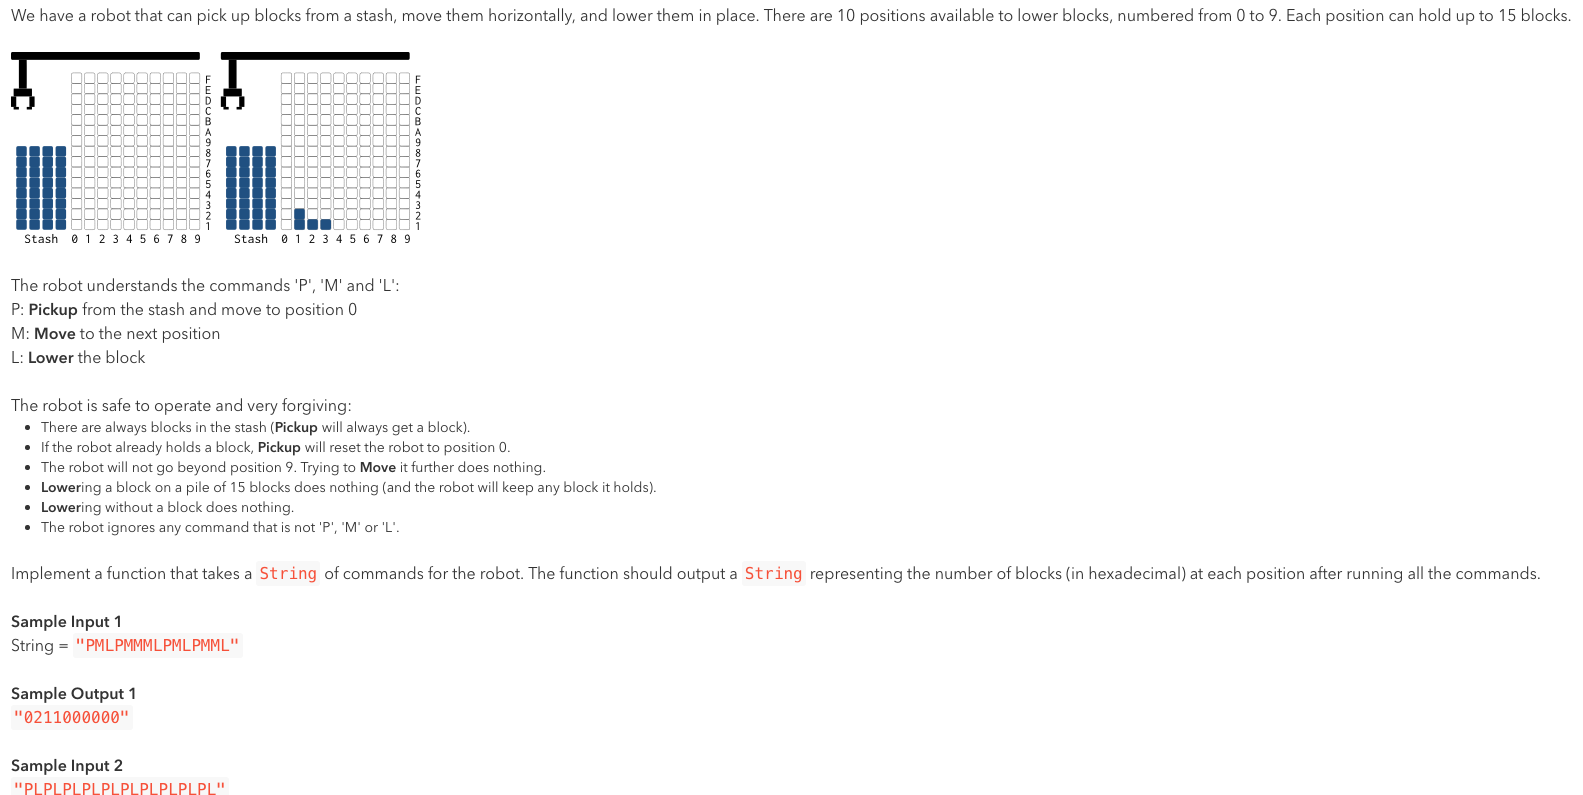 We have a robot that can pick up blocks from a stash, move them horizontally, and lower them in place. There are 10 positions available to lower blocks, numbered from 0 to 9. Each position can hold up to 15 blocks.
F F
E E
D D
C C
B B
A A
9 9
8 8
7 7
6 6
5 5
4 4
3 3
2 2
1 1
Stash 0 1 2 3 4 5 6 7 8 9 Stash 0 1 2 3 4 5 6 7 8 9
The robot understands the commands 'P', 'M' and 'L':
P: Pickup from the stash and move to position 0
M: Move to the next position
L: Lower the block
The robot is safe to operate and very forgiving:
• There are always blocks in the stash (Pickup will always get a block).
• If the robot already holds a block, Pickup will reset the robot to position 0.
• The robot will not go beyond position 9. Trying to Move it further does nothing.
• Lowering a block on a pile of 15 blocks does nothing (and the robot will keep any block it holds).
• Lowering without a block does nothing.
• The robot ignores any command that is not 'P', 'M' or 'L'.
Implement a function that takes a String of commands for the robot. The function should output a String representing the number of blocks (in hexadecimal) at each position after running all the commands.
Sample Input 1
String = "PMLPMMMLPMLPMML"
Sample Output 1
"0211000000"
Sample Input 2
"PLPLPLPLPLPLPLPLPLPL"